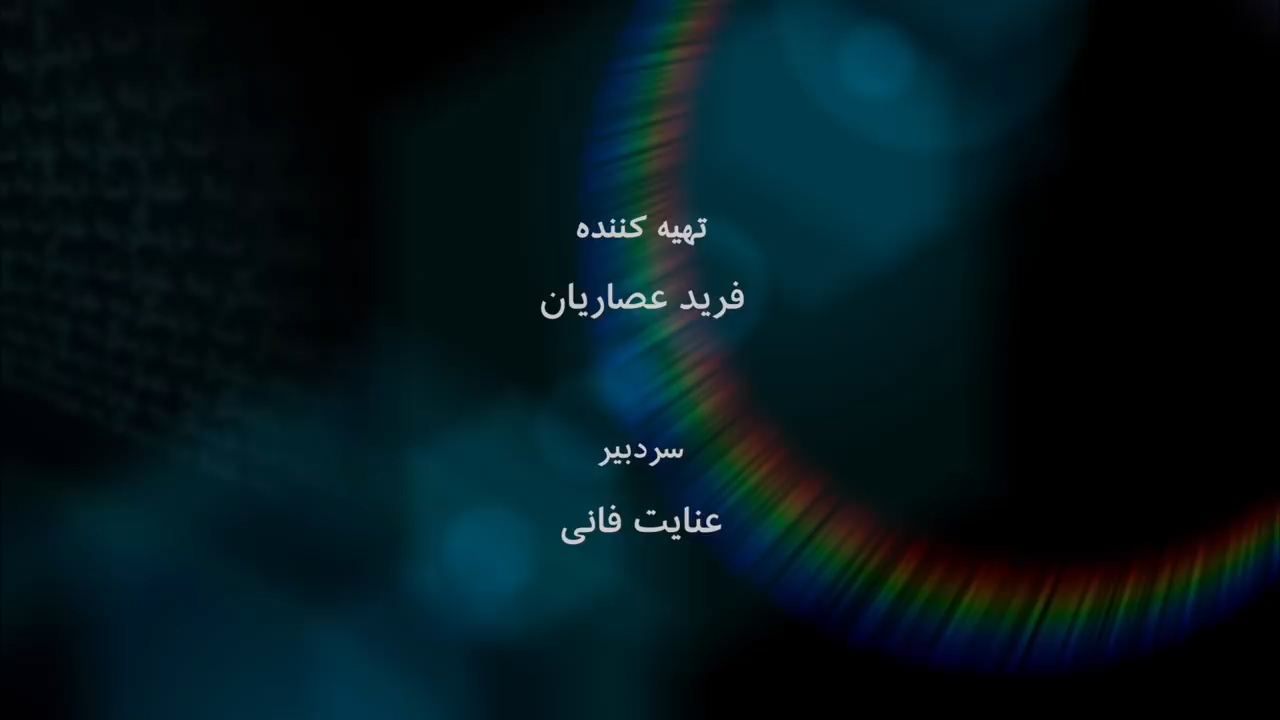 تهیه کننده
فرید عصاریان
سردبیر
عنایت فانی